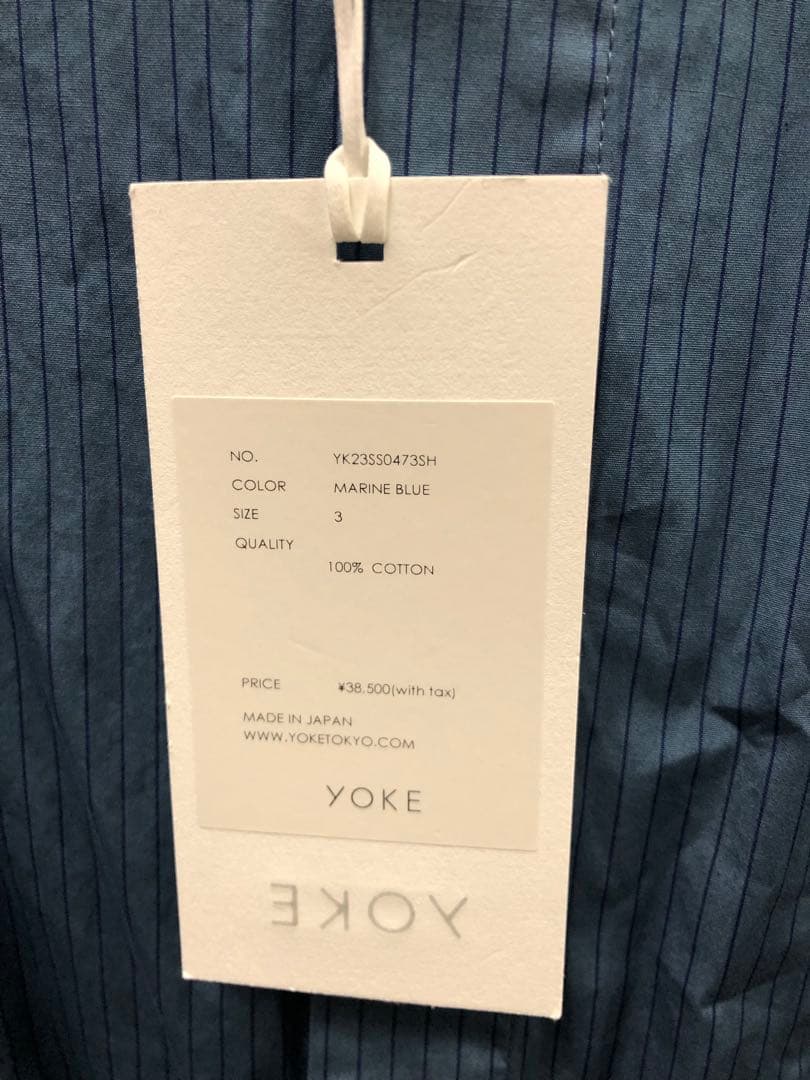 NO. YK23SS0473SH
COLOR MARINE BLUE
SIZE 3
QUALITY
100% COTTON
PRICE ¥38,500(with tax)
MADE IN JAPAN
WWW.YOKETOKYO.COM
YOKE
YOKE